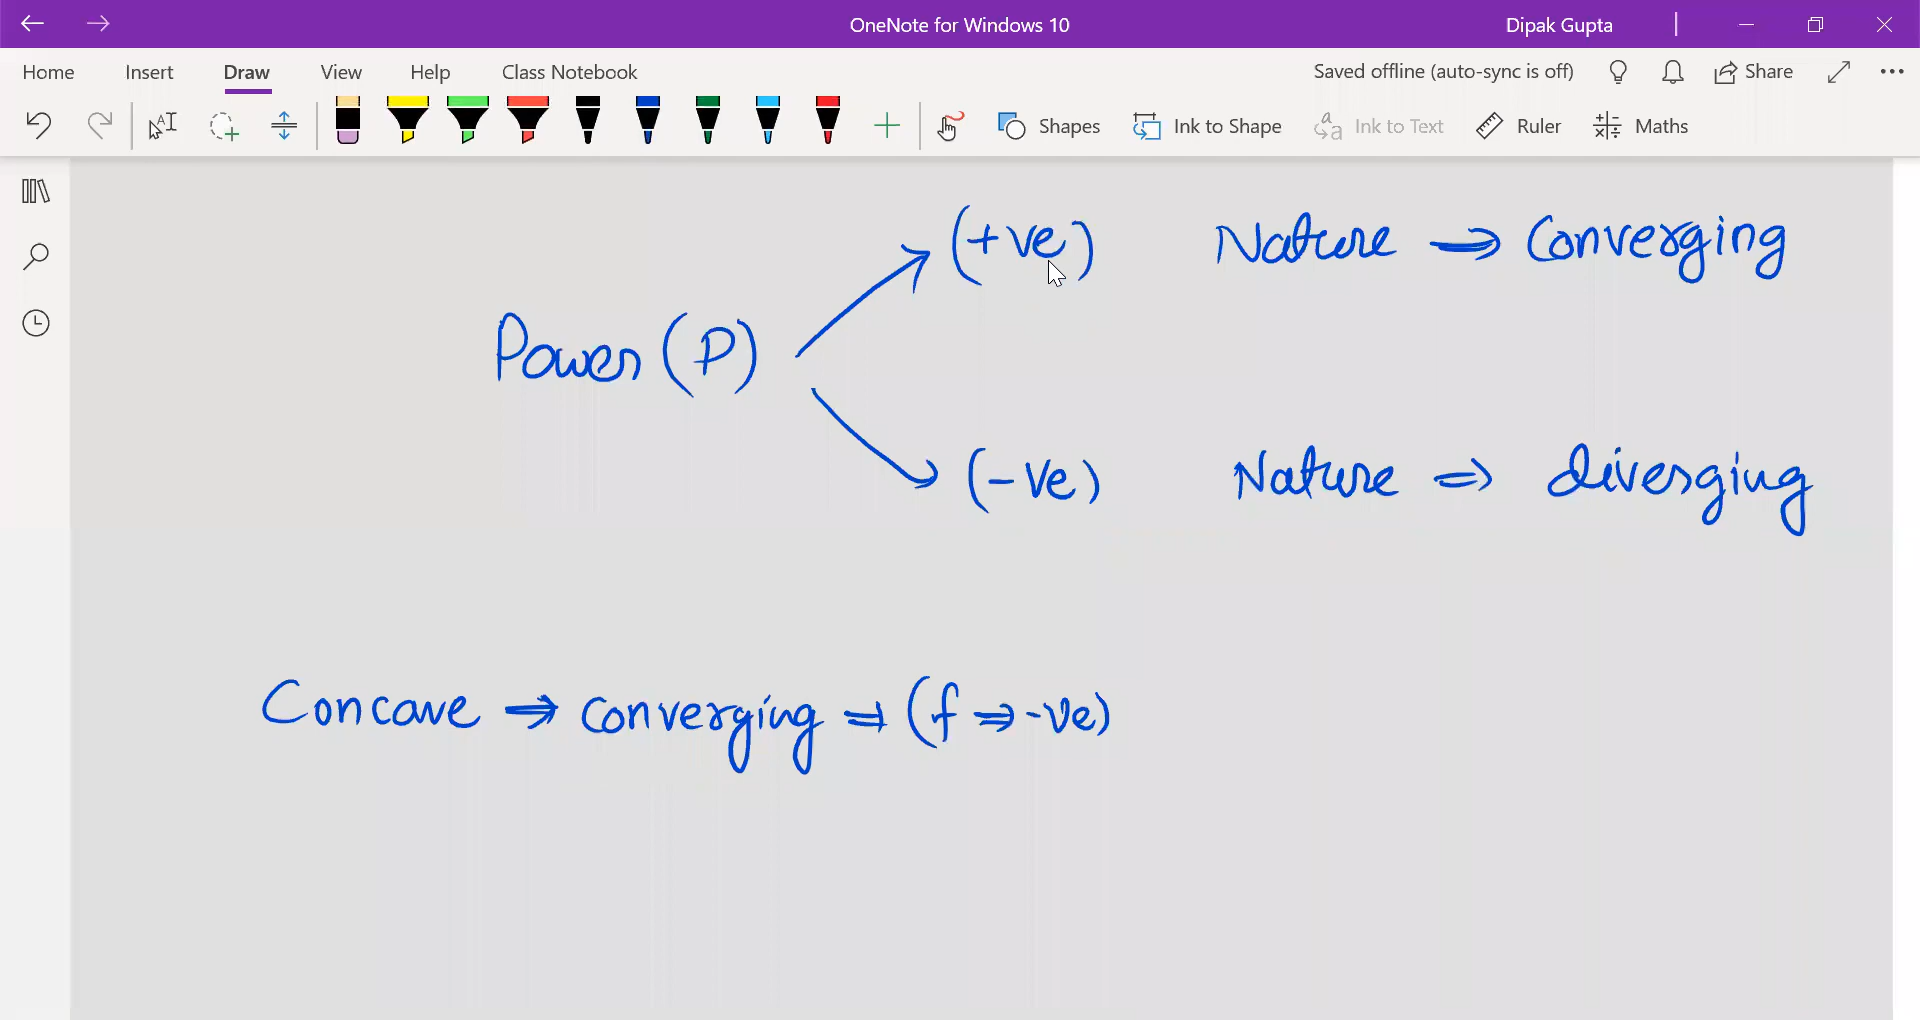 OneNote for Windows 10
Dipak Gupta
Home Insert Draw View Help Class Notebook
Saved offline (auto-sync is off) Share
Shapes Ink to Shape Ink to Text Ruler Maths
(+ve) Nature ⇒ Converging
Power (P)
(-ve) Nature ⇒ diverging
Concave ⇒ converging ⇒ (f ⇒ -ve)